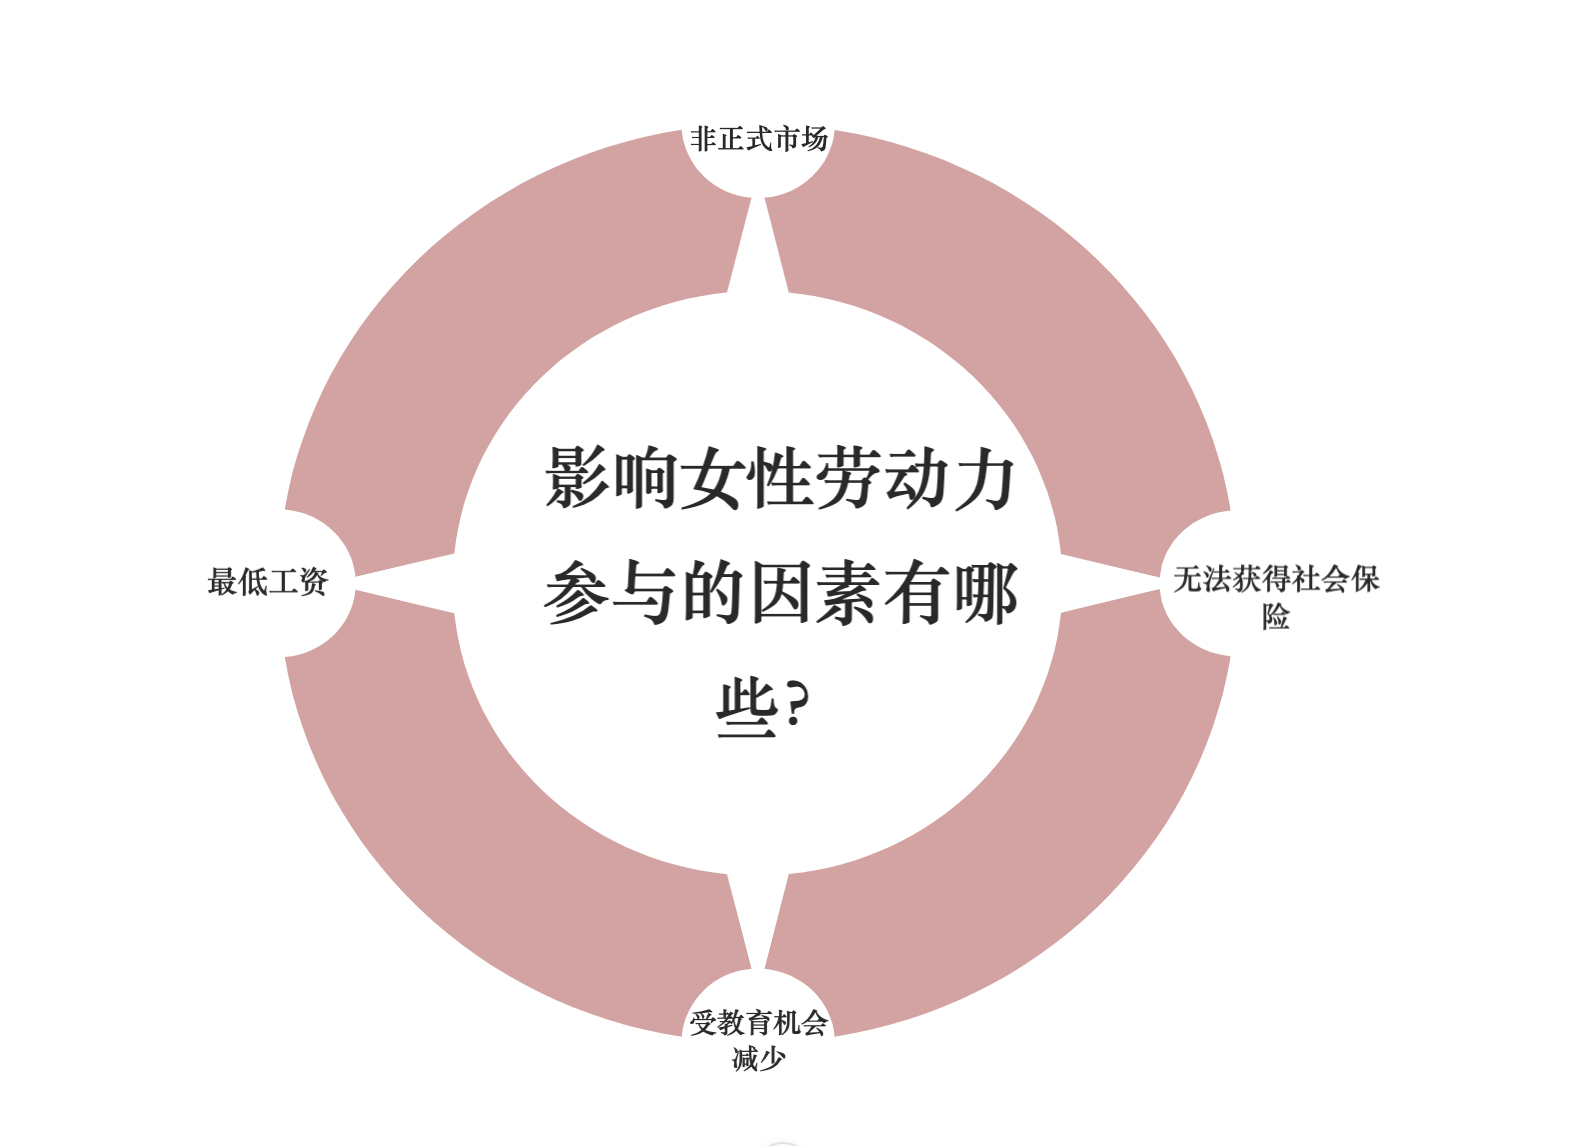 非正式市场
影响女性劳动力
参与的因素有哪
些?
最低工资
无法获得社会保
险
受教育机会
减少